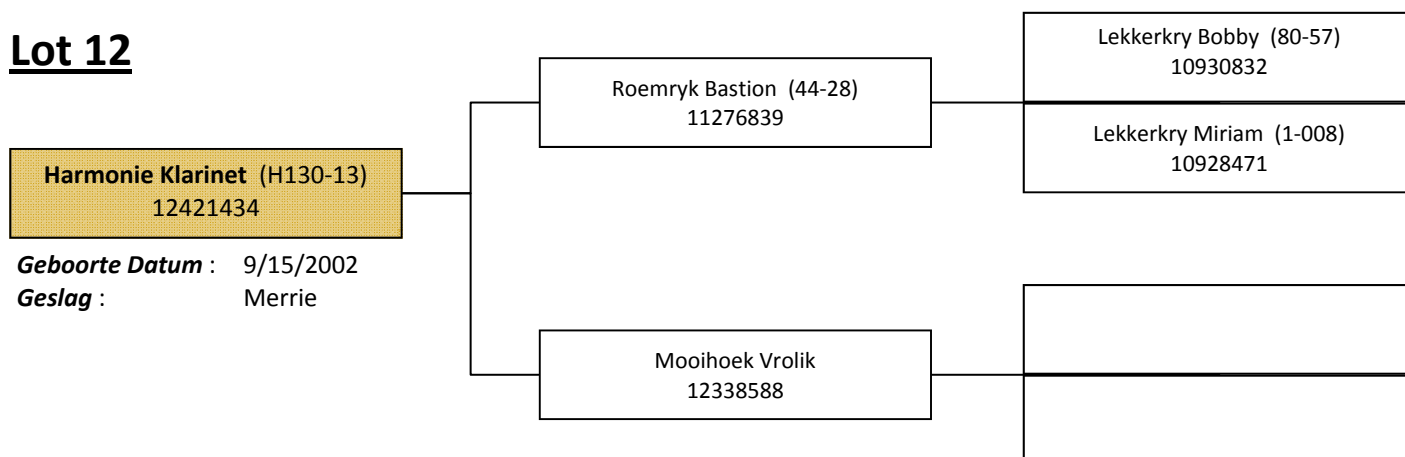 Lot 12
Harmonie Klarinet (H130-13)
12421434
Geboorte Datum : 9/15/2002
Geslag : Merrie
Roemryk Bastion (44-28)
11276839
Mooihoek Vrolik
12338588
Lekkerkry Bobby (80-57)
10930832
Lekkerkry Miriam (1-008)
10928471